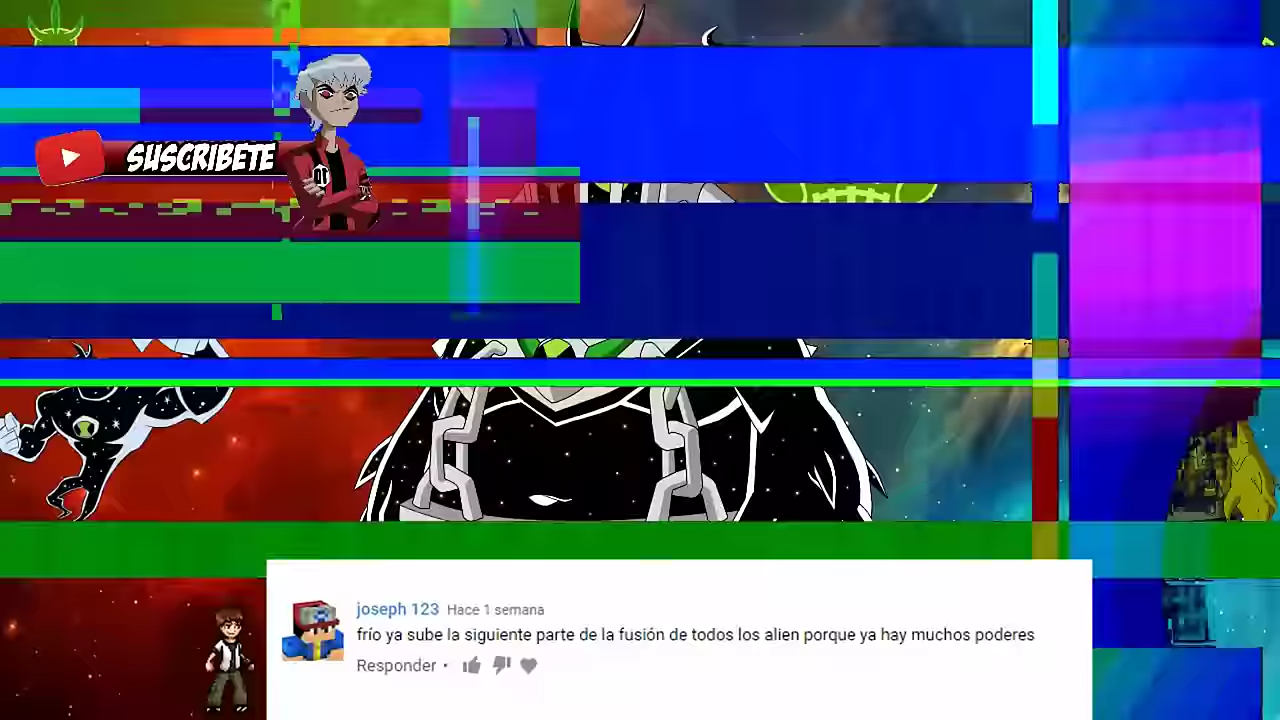 SUSCRIBETE
10
joseph 123 Hace 1 semana
frío ya sube la siguiente parte de la fusión de todos los alien porque ya hay muchos poderes
Responder •